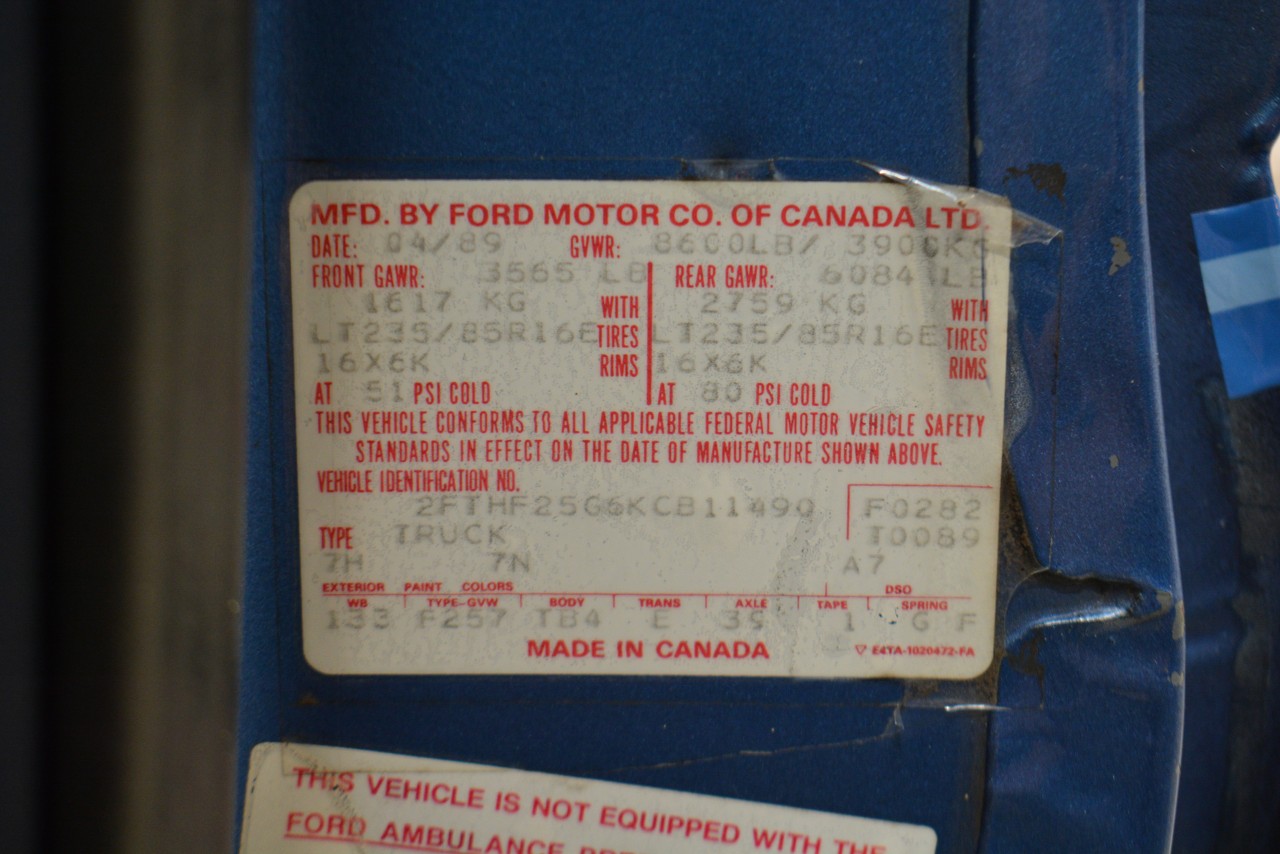 MFD. BY FORD MOTOR CO. OF CANADA LTD.
DATE: 04/89 GVWR: 8600LB/ 3900KG
FRONT GAWR: 3565 LB REAR GAWR: 6084 LB
1617 KG WITH 2759 KG WITH
LT235/85R16E TIRES LT235/85R16E TIRES
16X6K RIMS 16X6K RIMS
AT 51 PSI COLD AT 80 PSI COLD
THIS VEHICLE CONFORMS TO ALL APPLICABLE FEDERAL MOTOR VEHICLE SAFETY
STANDARDS IN EFFECT ON THE DATE OF MANUFACTURE SHOWN ABOVE.
VEHICLE IDENTIFICATION NO.
2FTHF25G6KCB11490 F0282
TYPE TRUCK T0089
7H 7N A7
EXTERIOR PAINT COLORS DSO
WB TYPE-GVW BODY TRANS AXLE TAPE SPRING
133 F257 TB4 E 39 1 G F
MADE IN CANADA ▽ E4TA-1020472-FA
THIS VEHICLE IS NOT EQUIPPED WITH THE
FORD AMBULANCE